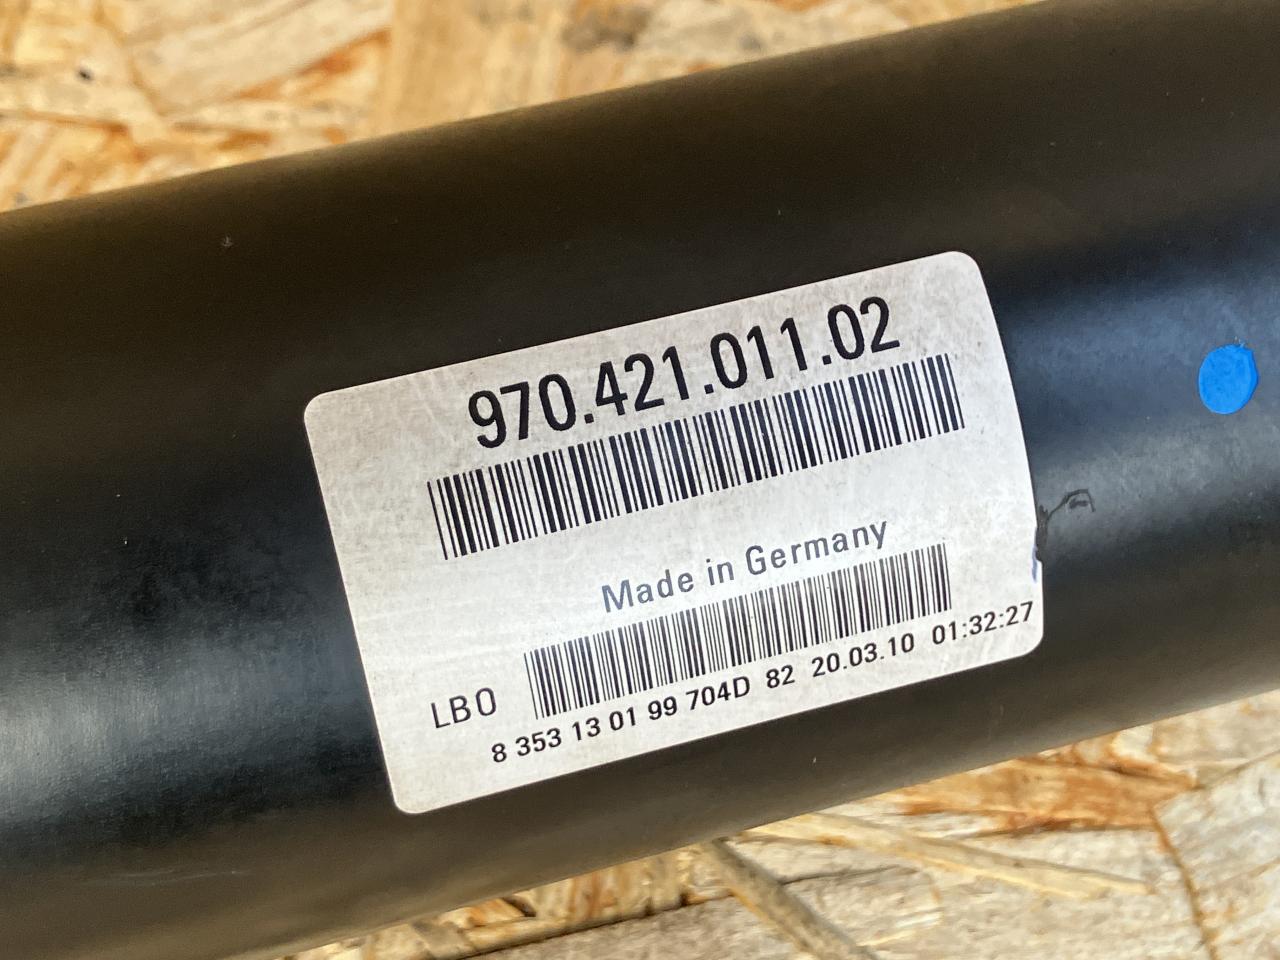 970.421.011.02
Made in Germany
LBO
8 353 13 01 99 704D 82 20.03.10 01:32:27